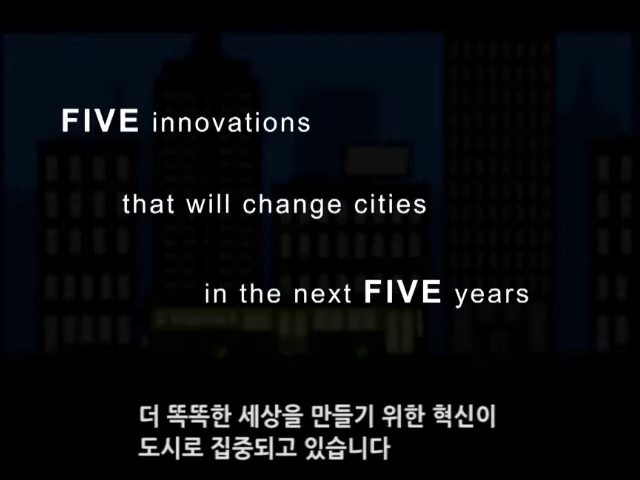 FIVE innovations
that will change cities
in the next FIVE years
더 똑똑한 세상을 만들기 위한 혁신이
도시로 집중되고 있습니다